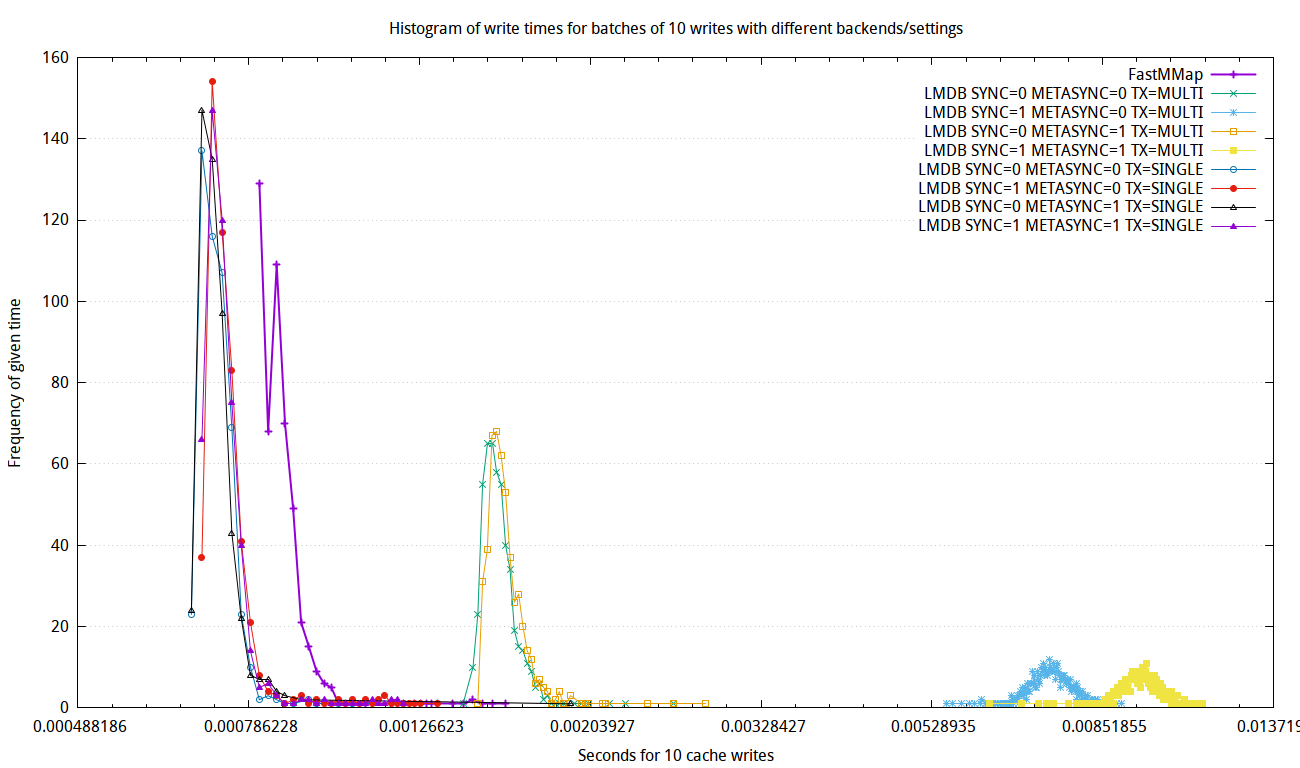 Histogram of write times for batches of 10 writes with different backends/settings
160
140
120
100
80
60
40
20
0
Frequency of given time
FastMMap
LMDB SYNC=0 METASYNC=0 TX=MULTI
LMDB SYNC=1 METASYNC=0 TX=MULTI
LMDB SYNC=0 METASYNC=1 TX=MULTI
LMDB SYNC=1 METASYNC=1 TX=MULTI
LMDB SYNC=0 METASYNC=0 TX=SINGLE
LMDB SYNC=1 METASYNC=0 TX=SINGLE
LMDB SYNC=0 METASYNC=1 TX=SINGLE
LMDB SYNC=1 METASYNC=1 TX=SINGLE
0.000488186 0.000786228 0.00126623 0.00203927 0.00328427 0.00528935 0.00851855 0.013719
Seconds for 10 cache writes